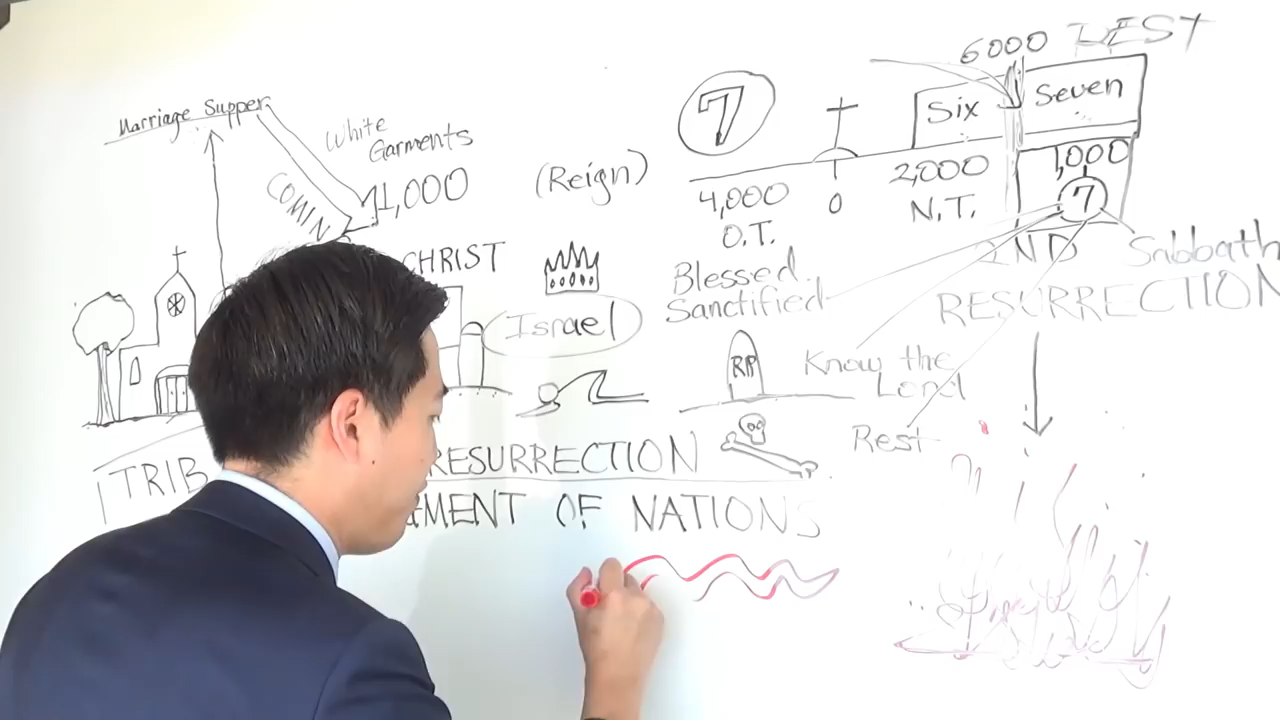 Marriage Supper
White
Garments
1,000
(Reign)
CHRIST
Israel
TRIB
RESURRECTION
EMENT OF NATIONS
7
4,000
O.T.
0
2,000
N.T.
Six
6000
Seven
1,000
7
Sabbath
RESURRECTION
Blessed
Sanctified
Know the
Lord
Rest
RIP